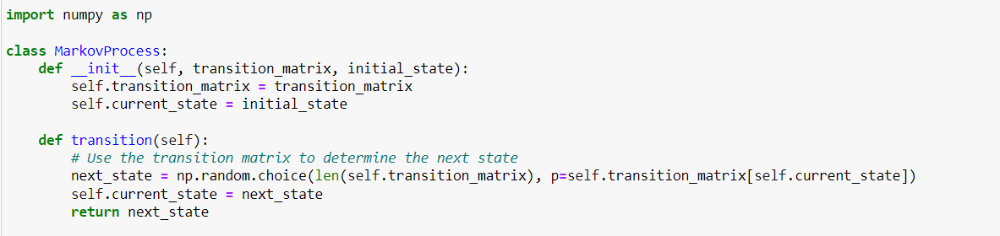 import numpy as np
class MarkovProcess:
    def __init__(self, transition_matrix, initial_state):
        self.transition_matrix = transition_matrix
        self.current_state = initial_state
    def transition(self):
        # Use the transition matrix to determine the next state
        next_state = np.random.choice(len(self.transition_matrix), p=self.transition_matrix[self.current_state])
        self.current_state = next_state
        return next_state